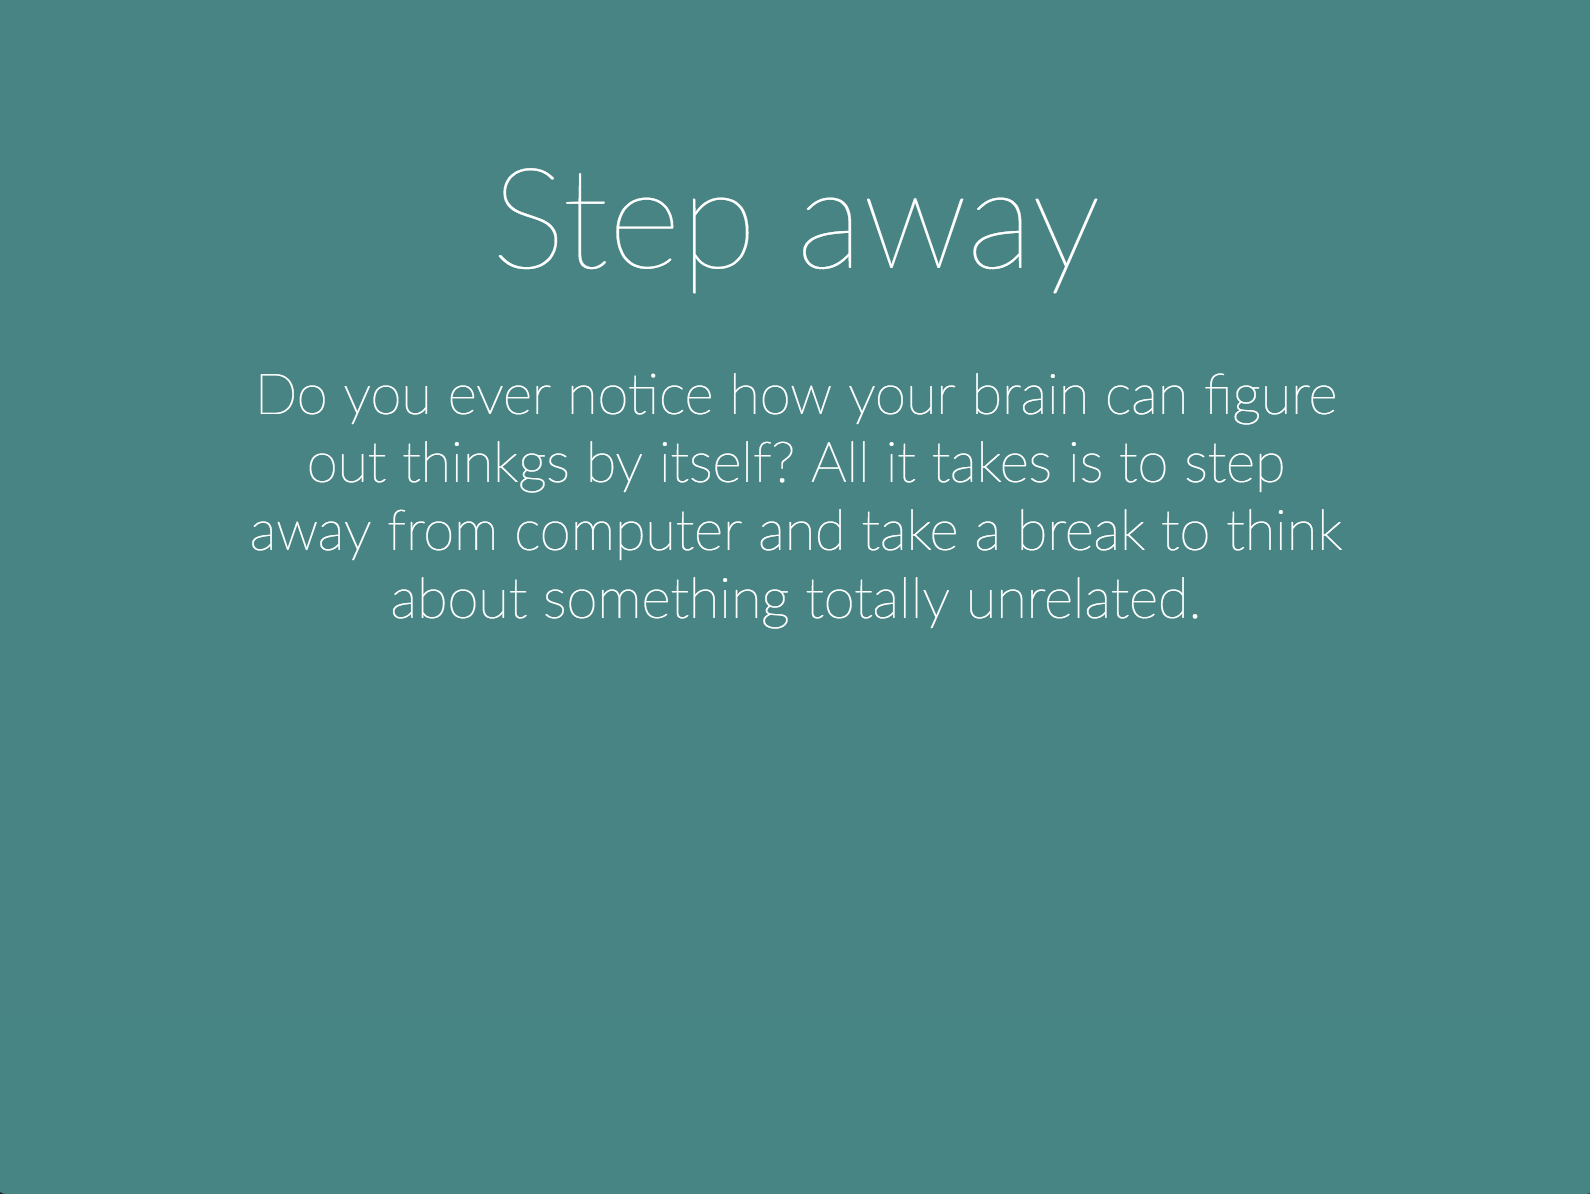 Step away
Do you ever notice how your brain can figure
out thinkgs by itself? All it takes is to step
away from computer and take a break to think
about something totally unrelated.